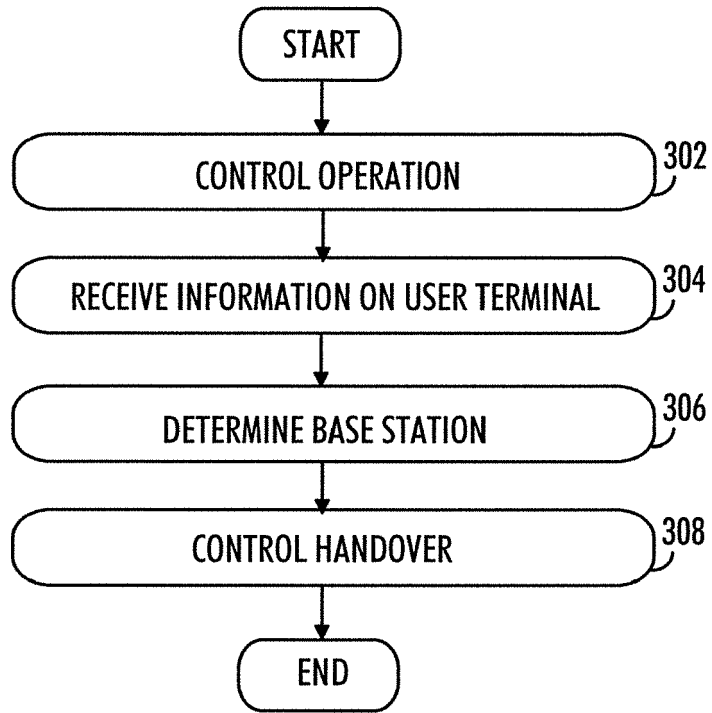 START
CONTROL OPERATION
302
RECEIVE INFORMATION ON USER TERMINAL
304
DETERMINE BASE STATION
306
CONTROL HANDOVER
308
END